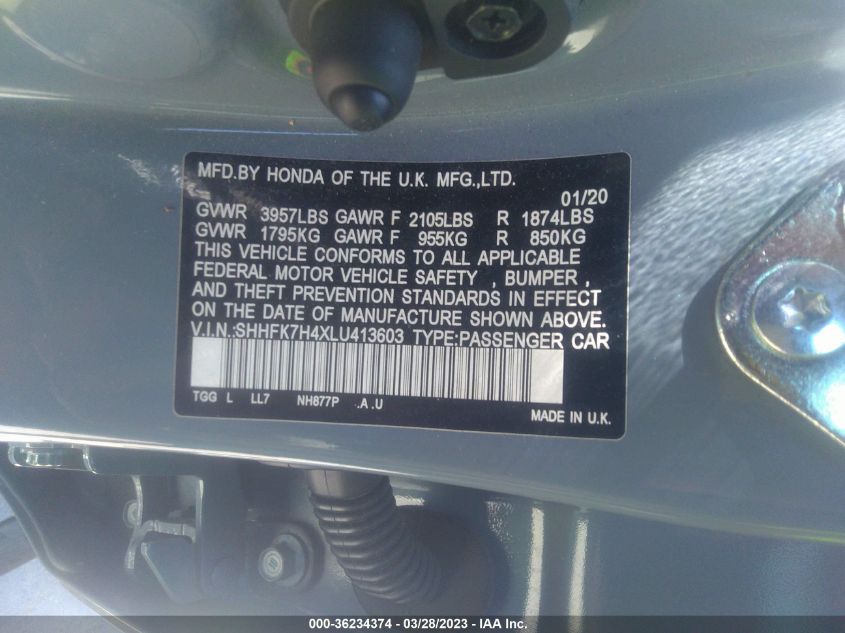 MFD.BY HONDA OF THE U.K. MFG.,LTD.
01/20
GVWR 3957LBS GAWR F 2105LBS R 1874LBS
GVWR 1795KG GAWR F 955KG R 850KG
THIS VEHICLE CONFORMS TO ALL APPLICABLE
FEDERAL MOTOR VEHICLE SAFETY , BUMPER ,
AND THEFT PREVENTION STANDARDS IN EFFECT
ON THE DATE OF MANUFACTURE SHOWN ABOVE.
V.I.N.:SHHFK7H4XLU413603 TYPE:PASSENGER CAR
TGG L LL7 NH877P .A .U
MADE IN U.K.
000-36234374 - 03/28/2023 - IAA Inc.